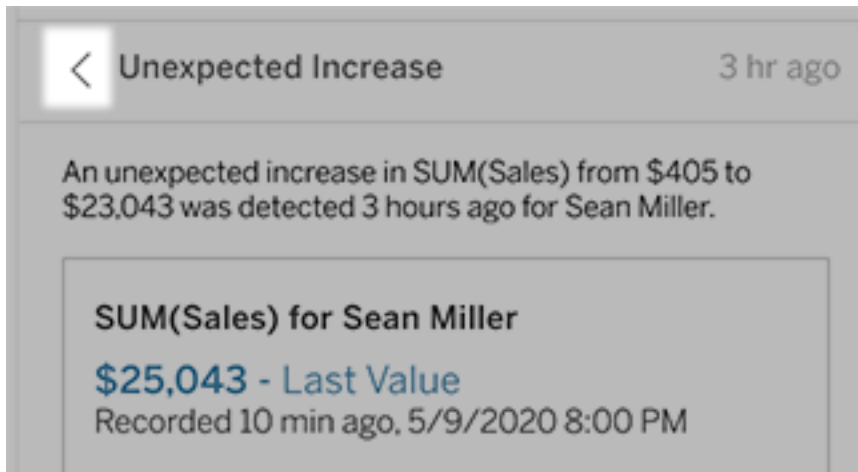 Unexpected Increase 3 hr ago
An unexpected increase in SUM(Sales) from $405 to
$23,043 was detected 3 hours ago for Sean Miller.
SUM(Sales) for Sean Miller
$25,043 - Last Value
Recorded 10 min ago, 5/9/2020 8:00 PM